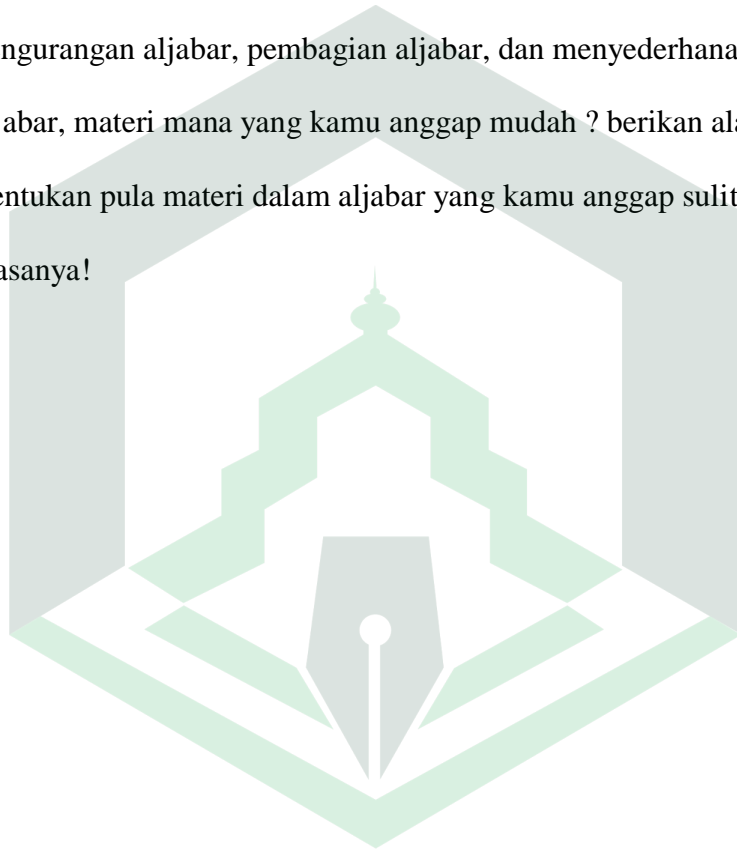 ngurangan aljabar, pembagian aljabar, dan menyederhana
abar, materi mana yang kamu anggap mudah ? berikan ala
entukan pula materi dalam aljabar yang kamu anggap sulit
asanya!